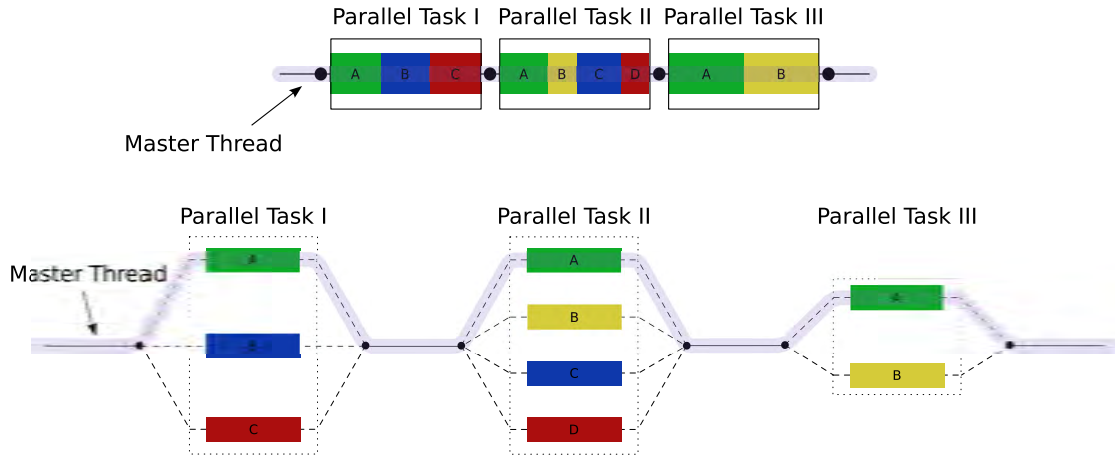 Parallel Task I Parallel Task II Parallel Task III
A B C A B C D A B
Master Thread
Parallel Task I Parallel Task II Parallel Task III
A A
Master Thread
A
B
B
C
B
C D